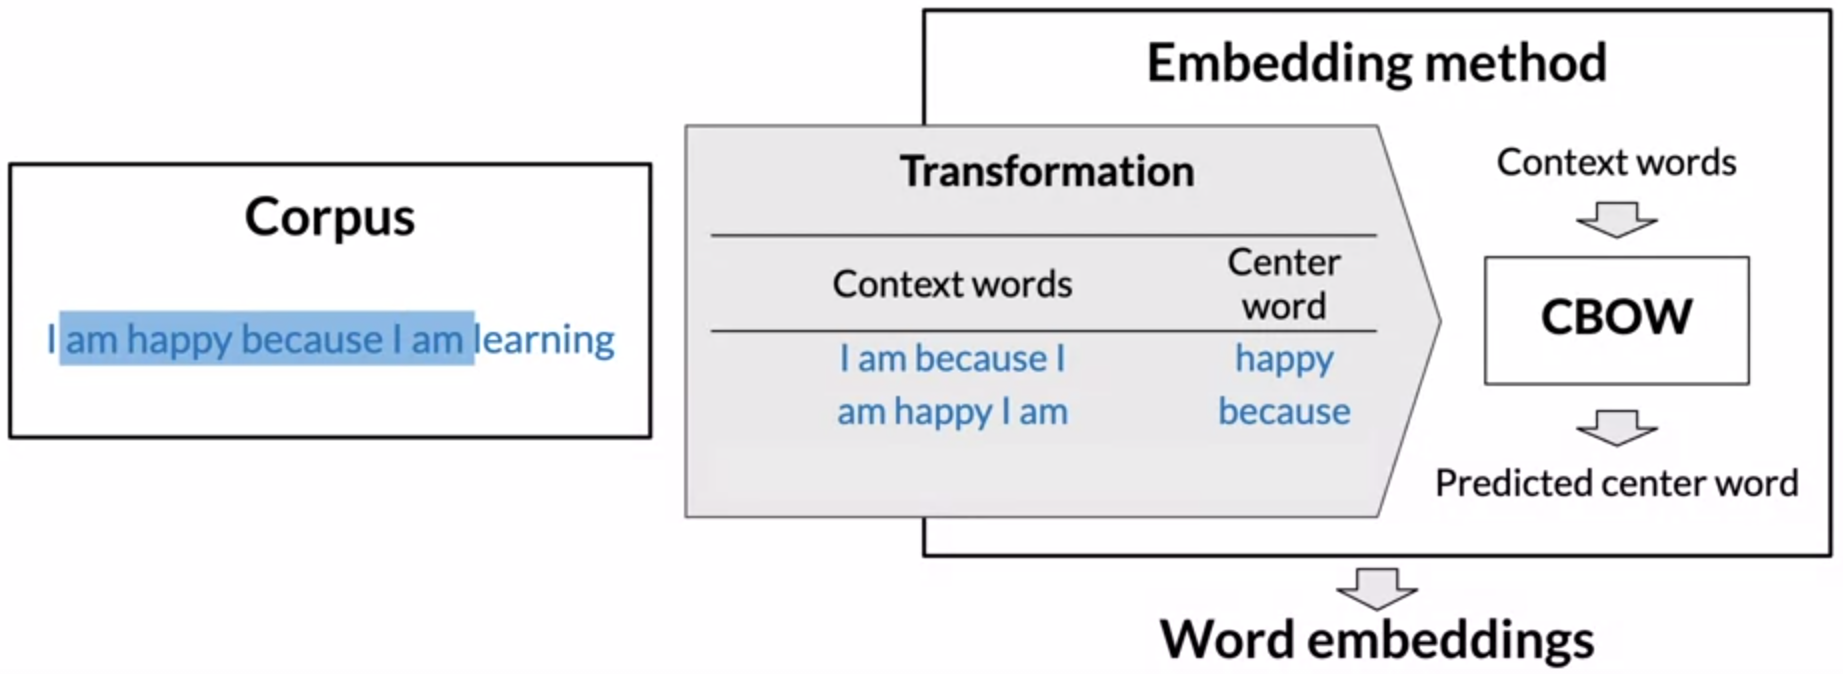 Corpus
I am happy because I am learning
Embedding method
Transformation
Context words
Center
word
I am because I
happy
am happy I am
because
Context words
CBOW
Predicted center word
Word embeddings